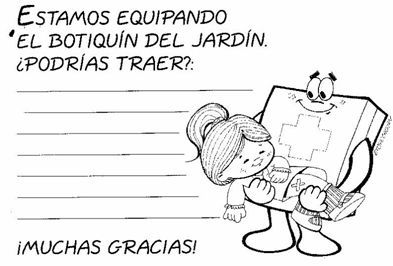 ESTAMOS EQUIPANDO
EL BOTIQUÍN DEL JARDÍN.
¿PODRÍAS TRAER?:
¡MUCHAS GRACIAS!